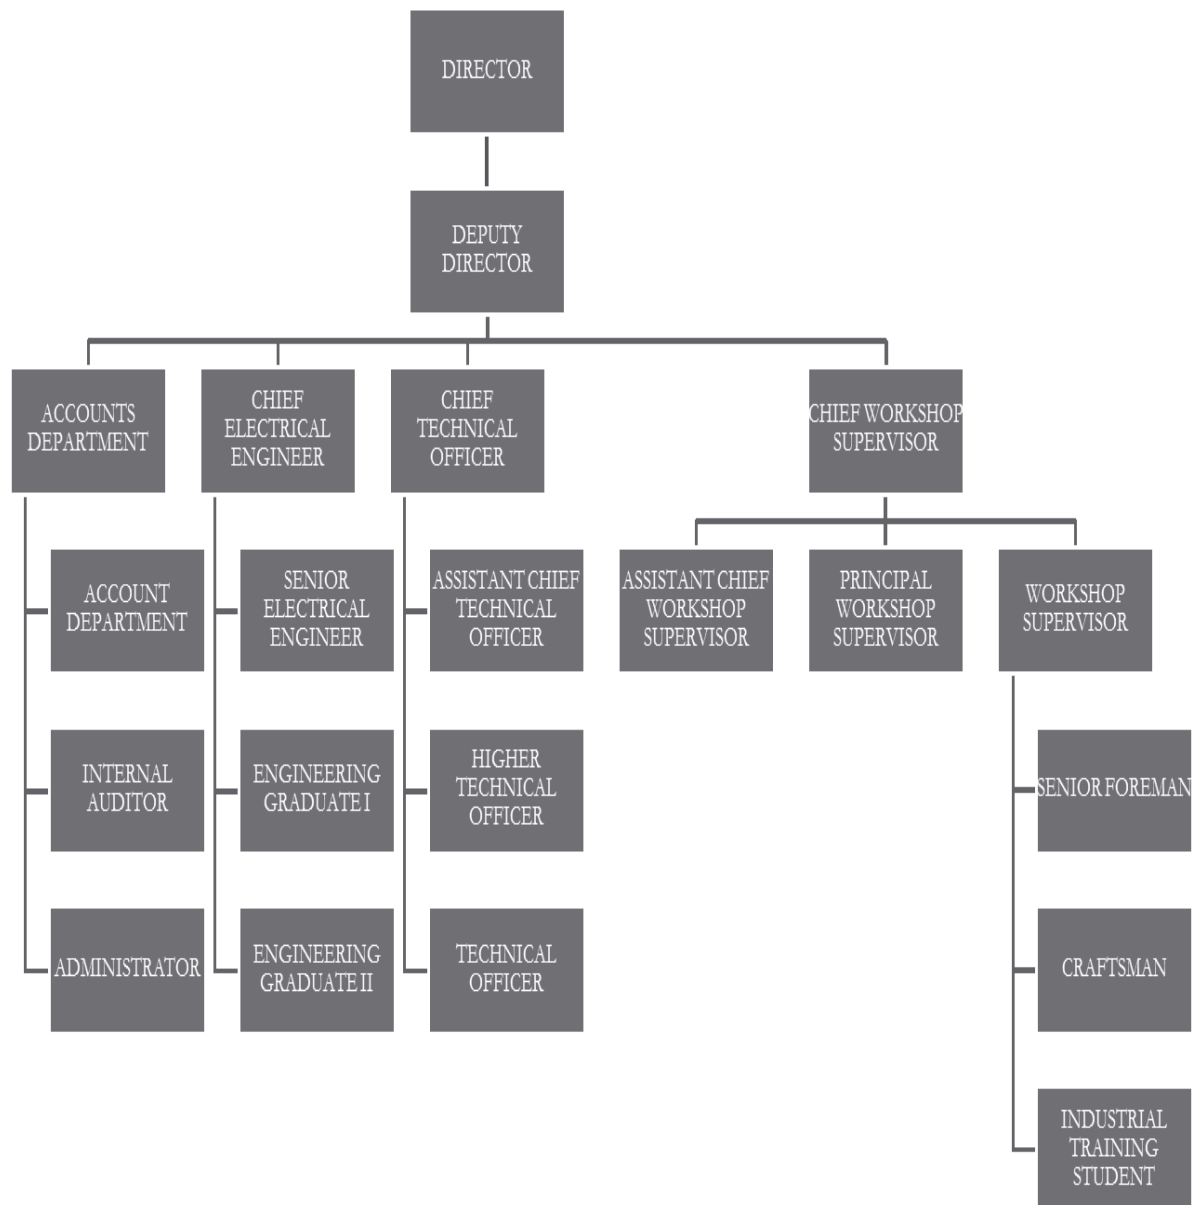 DIRECTOR
DEPUTY
DIRECTOR
ACCOUNTS
DEPARTMENT
CHIEF
ELECTRICAL
ENGINEER
CHIEF
TECHNICAL
OFFICER
CHIEF WORKSHOP
SUPERVISOR
ACCOUNT
DEPARTMENT
SENIOR
ELECTRICAL
ENGINEER
ASSISTANT CHIEF
TECHNICAL
OFFICER
ASSISTANT CHIEF
WORKSHOP
SUPERVISOR
PRINCIPAL
WORKSHOP
SUPERVISOR
WORKSHOP
SUPERVISOR
INTERNAL
AUDITOR
ENGINEERING
GRADUATE I
HIGHER
TECHNICAL
OFFICER
SENIOR FOREMAN
ADMINISTRATOR
ENGINEERING
GRADUATE II
TECHNICAL
OFFICER
CRAFTSMAN
INDUSTRIAL
TRAINING
STUDENT